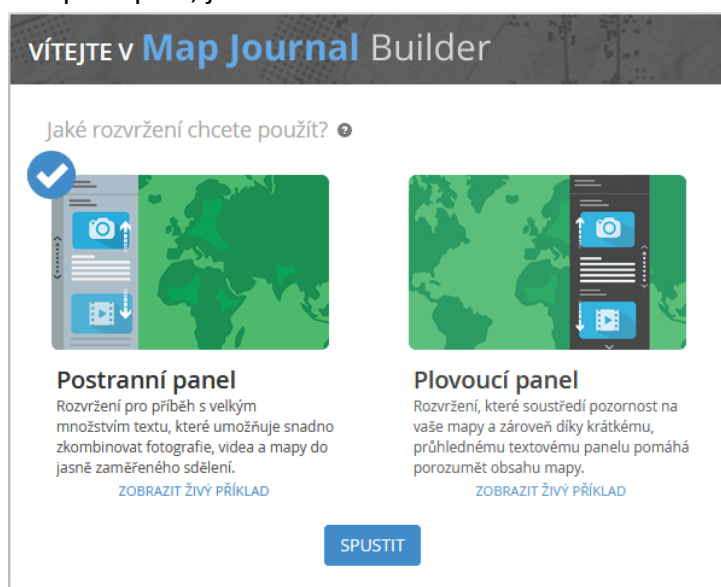 VÍTEJTE V Map Journal Builder
Jaké rozvržení chcete použít?
Postranní panel
Rozvržení pro příběh s velkým
množstvím textu, které umožňuje snadno
zkombinovat fotografie, videa a mapy do
jasně zaměřeného sdělení.
ZOBRAZIT ŽIVÝ PŘÍKLAD
Plovoucí panel
Rozvržení, které soustředí pozornost na
vaše mapy a zároveň díky krátkému,
průhlednému textovému panelu pomáhá
porozumět obsahu mapy.
ZOBRAZIT ŽIVÝ PŘÍKLAD
SPUSTIT